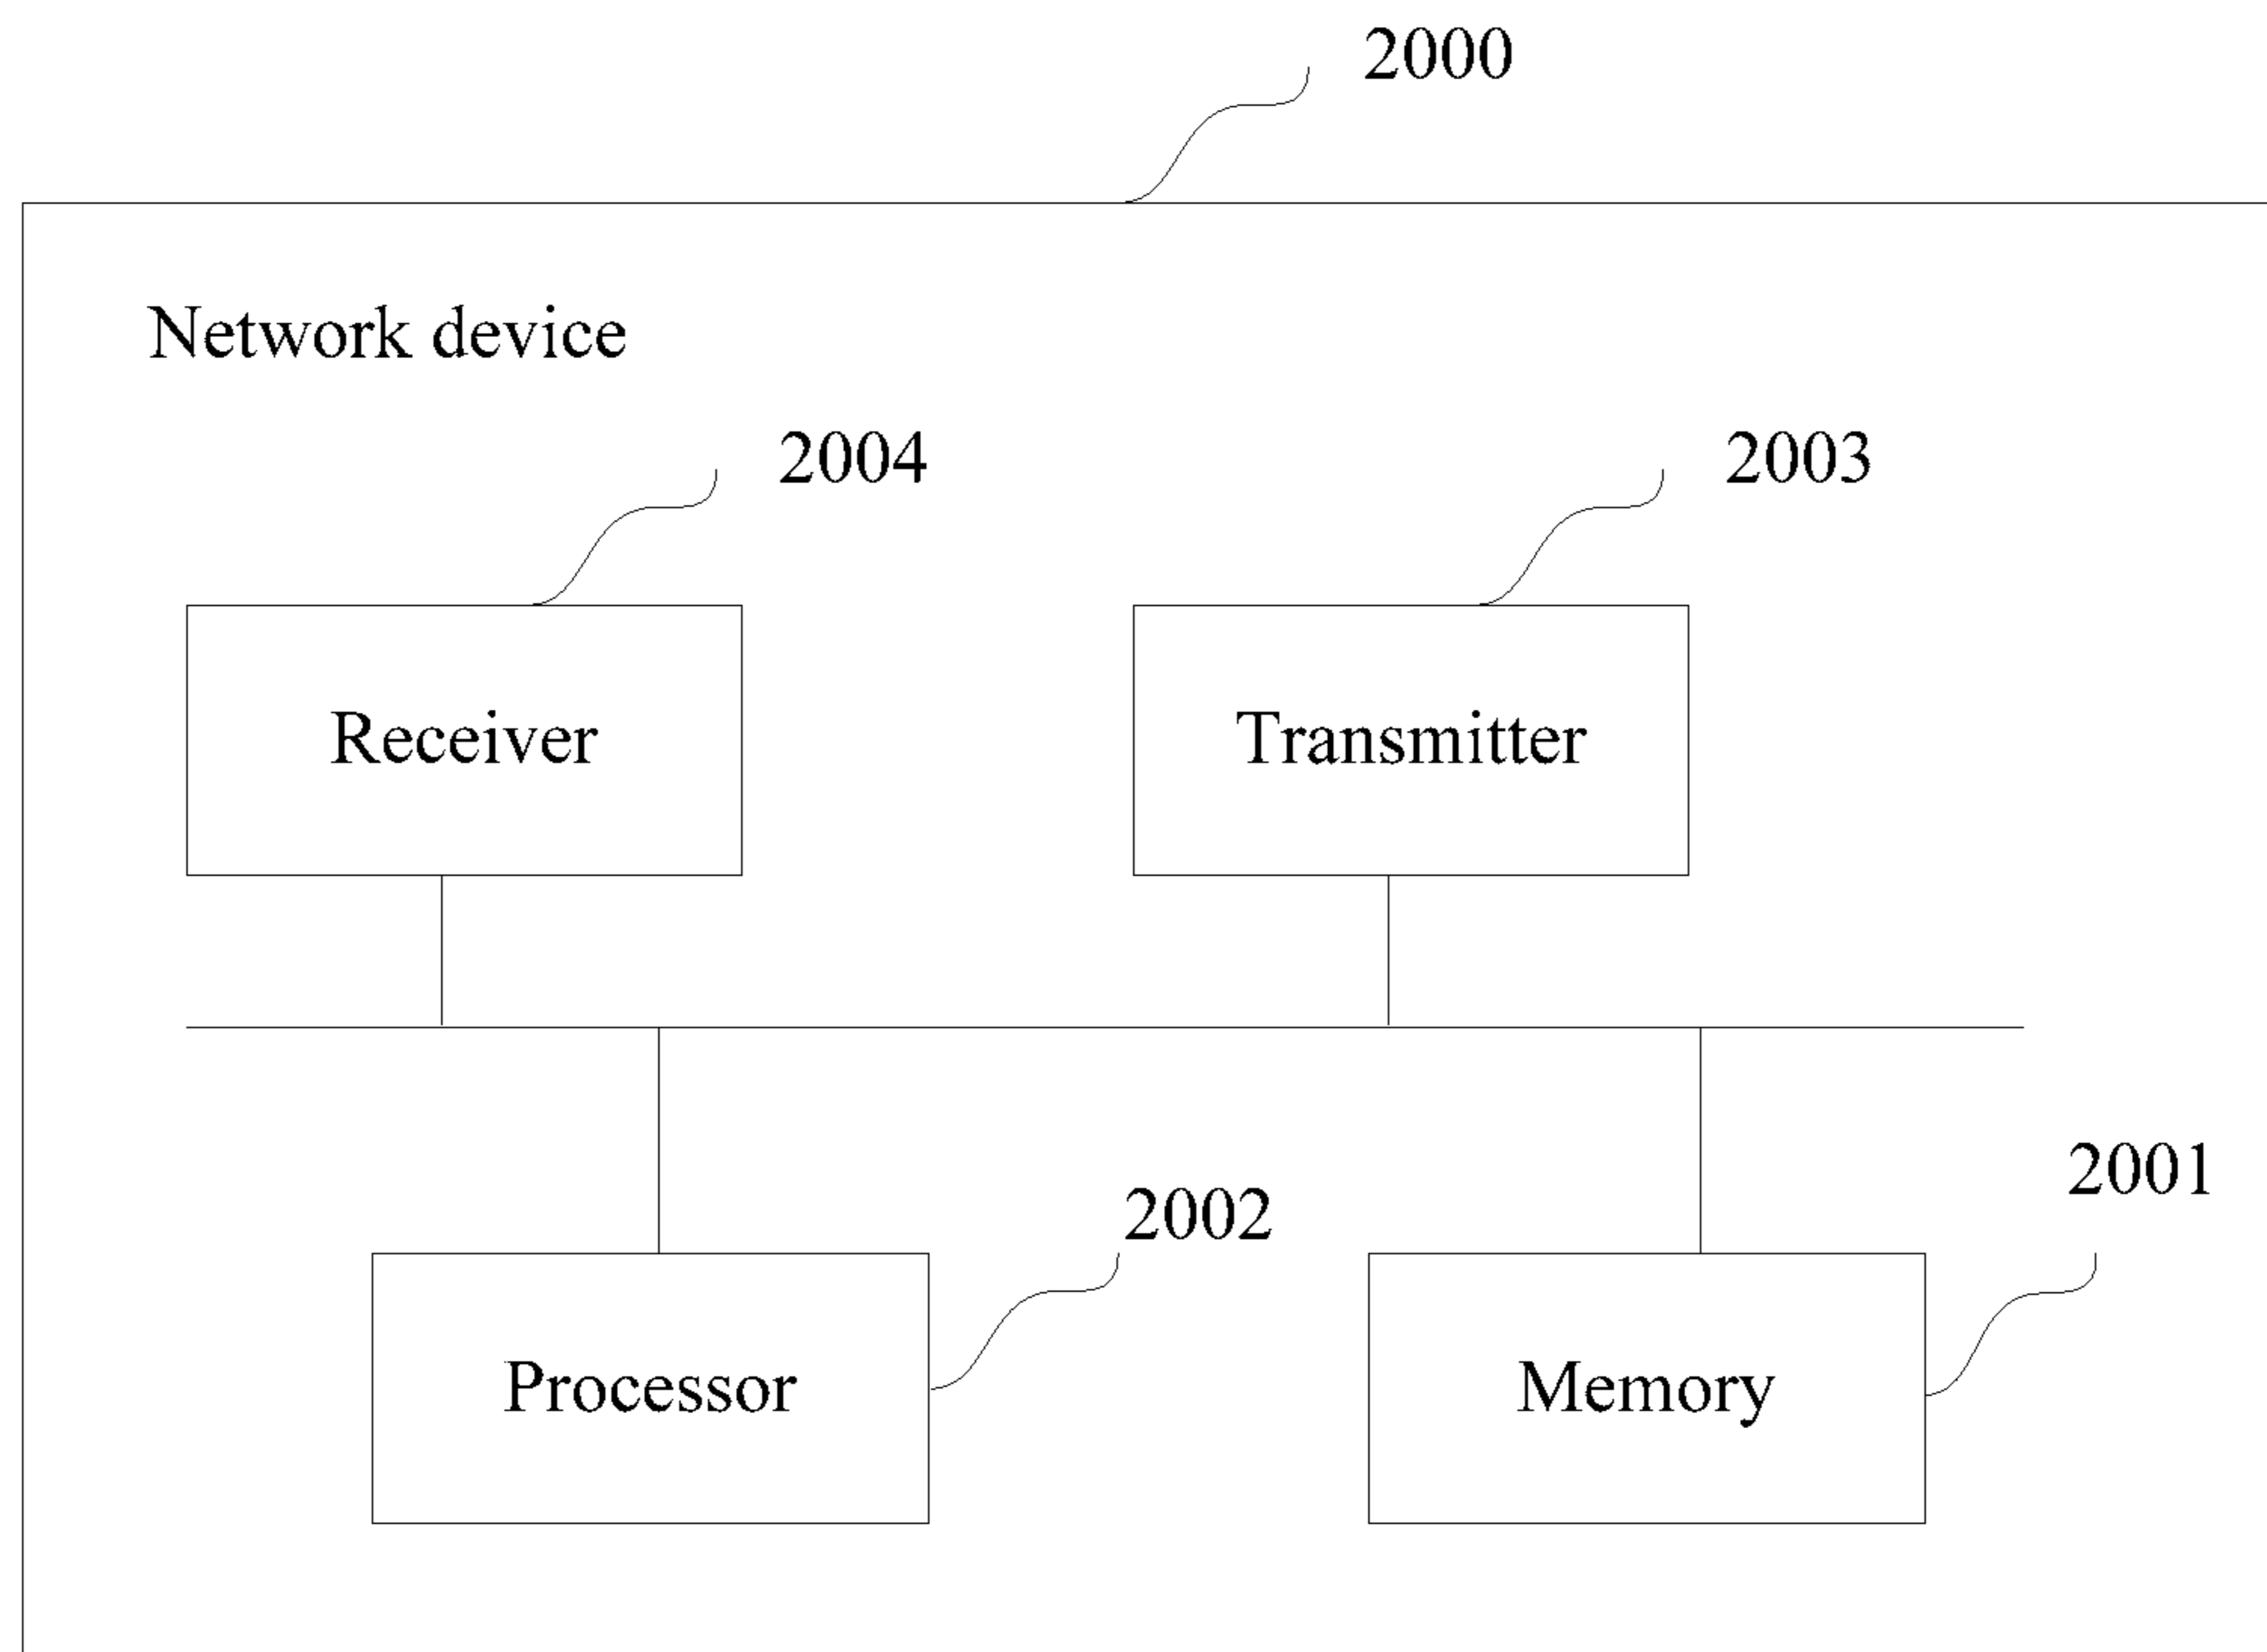 2000
Network device
2004
2003
Receiver
Transmitter
2002
2001
Processor
Memory